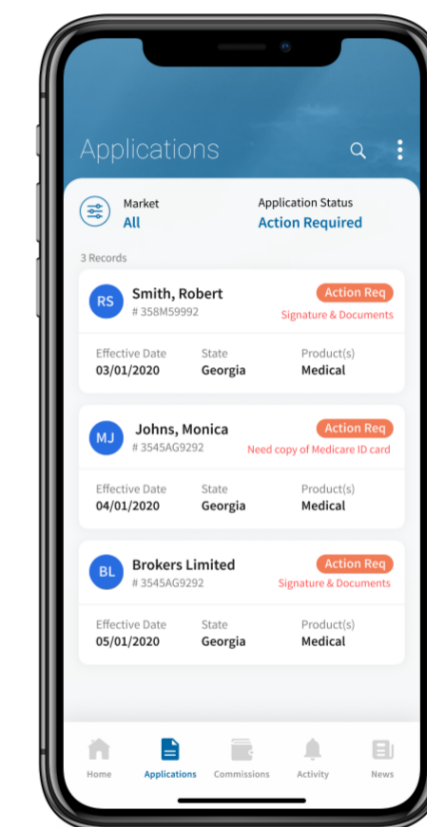 Applications
Market
All
Application Status
Action Required
3 Records
RS
Smith, Robert
# 358M59992
Action Req
Signature & Documents
Effective Date
03/01/2020
State
Georgia
Product(s)
Medical
MJ
Johns, Monica
# 3545AG9292
Action Req
Need copy of Medicare ID card
Effective Date
04/01/2020
State
Georgia
Product(s)
Medical
BL
Brokers Limited
# 3545AG9292
Action Req
Signature & Documents
Effective Date
05/01/2020
State
Georgia
Product(s)
Medical
Home
Applications
Commissions
Activity
News